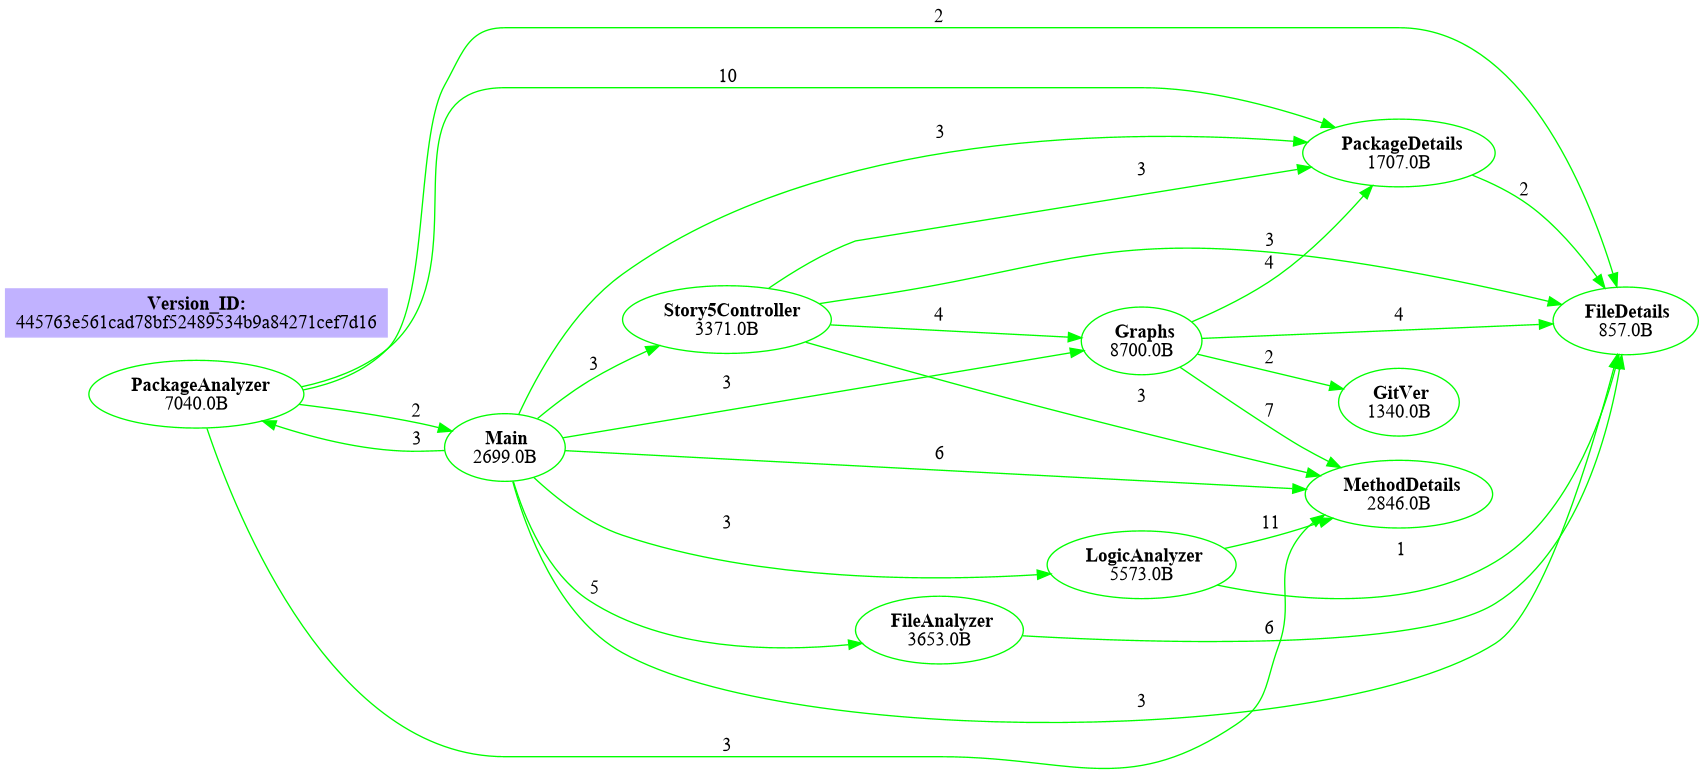 2
10
3
PackageDetails
1707.0B
3
2
3
4
Version_ID:
445763e561cad78bf52489534b9a84271cef7d16
Story5Controller
3371.0B
4
Graphs
8700.0B
4
FileDetails
857.0B
PackageAnalyzer
7040.0B
2
3
3
3
2
GitVer
1340.0B
3
7
Main
2699.0B
6
MethodDetails
2846.0B
3
11
LogicAnalyzer
5573.0B
1
5
FileAnalyzer
3653.0B
6
3
3